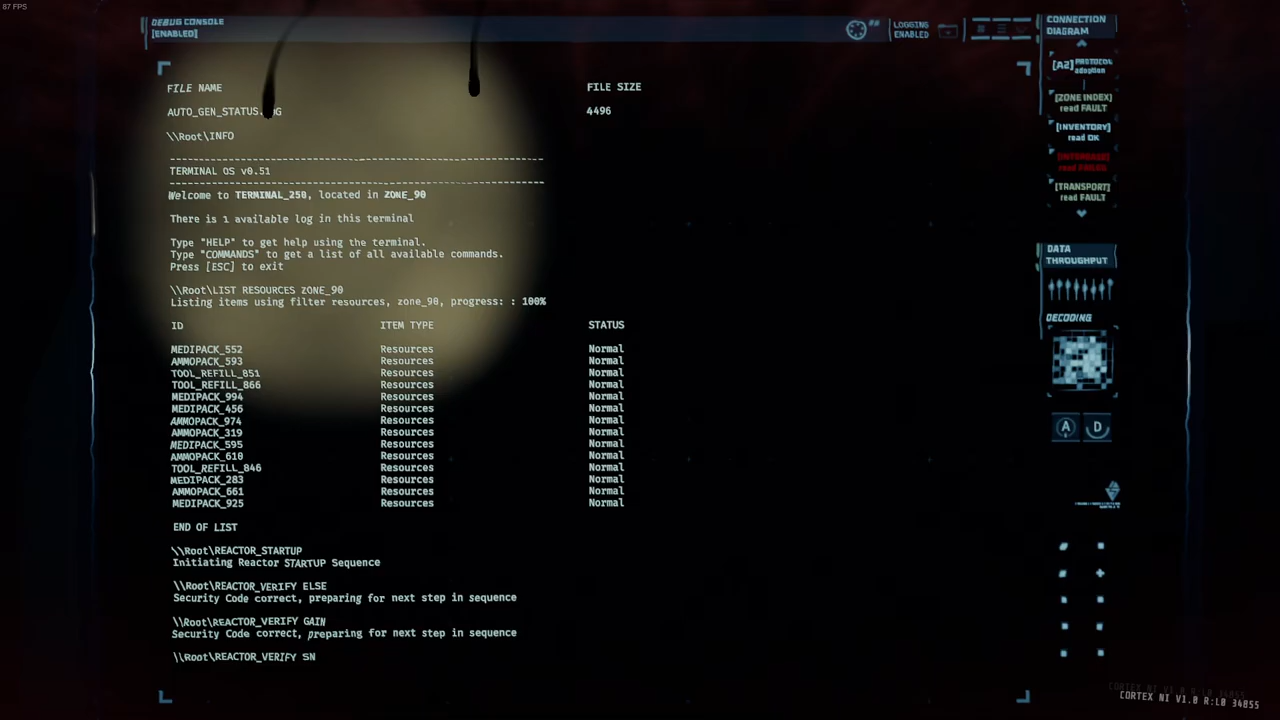 87 FPS
DEBUG CONSOLE
[ENABLED]
LOGGING
ENABLED
FILE NAME FILE SIZE
AUTO_GEN_STATUS. 4496
\\Root\INFO
----------------------------------------------------------------
TERMINAL OS v0.51
----------------------------------------------------------------
Welcome to TERMINAL_250, located in ZONE_90
There is 1 available log in this terminal
Type "HELP" to get help using the terminal.
Type "COMMANDS" to get a list of all available commands.
Press [ESC] to exit
\\Root\LIST RESOURCES ZONE_90
Listing items using filter resources, zone_90, progress: : 100%
ID ITEM TYPE STATUS
MEDIPACK_552 Resources Normal
AMMOPACK_593 Resources Normal
TOOL_REFILL_851 Resources Normal
TOOL_REFILL_866 Resources Normal
MEDIPACK_994 Resources Normal
MEDIPACK_456 Resources Normal
AMMOPACK_974 Resources Normal
AMMOPACK_319 Resources Normal
MEDIPACK_595 Resources Normal
AMMOPACK_610 Resources Normal
TOOL_REFILL_846 Resources Normal
MEDIPACK_283 Resources Normal
AMMOPACK_661 Resources Normal
MEDIPACK_925 Resources Normal
END OF LIST
\\Root\REACTOR_STARTUP
Initiating Reactor STARTUP Sequence
\\Root\REACTOR_VERIFY ELSE
Security Code correct, preparing for next step in sequence
\\Root\REACTOR_VERIFY GAIN
Security Code correct, preparing for next step in sequence
\\Root\REACTOR_VERIFY SN
CONNECTION
DIAGRAM
[A2] PROTOCOL
adaption
[ZONE INDEX]
read FAULT
[INVENTORY]
read OK
[TRANSPORT]
read FAULT
DATA
THROUGHPUT
DECODING
A D
CORTEX NI V1.0 R:L0 34855